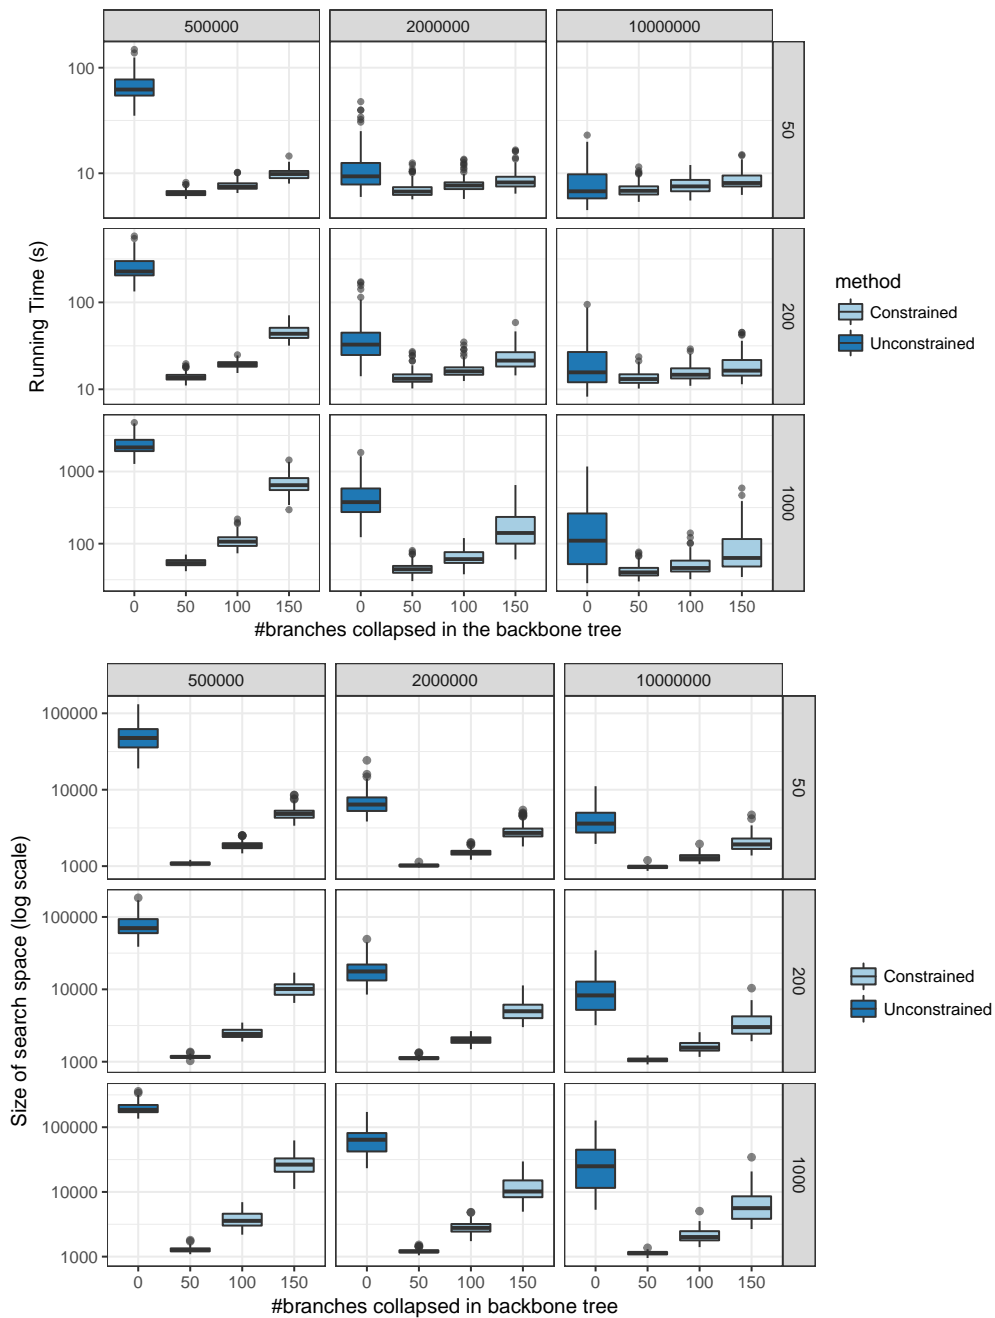 500000 2000000 10000000
100
10
50
Running Time (s)
100
10
200
1000
100
1000
0 50 100 150 0 50 100 150 0 50 100 150
#branches collapsed in the backbone tree
method
Constrained
Unconstrained
500000 2000000 10000000
100000
10000
1000
50
Size of search space (log scale)
100000
10000
1000
200
100000
10000
1000
1000
0 50 100 150 0 50 100 150 0 50 100 150
#branches collapsed in backbone tree
Constrained
Unconstrained